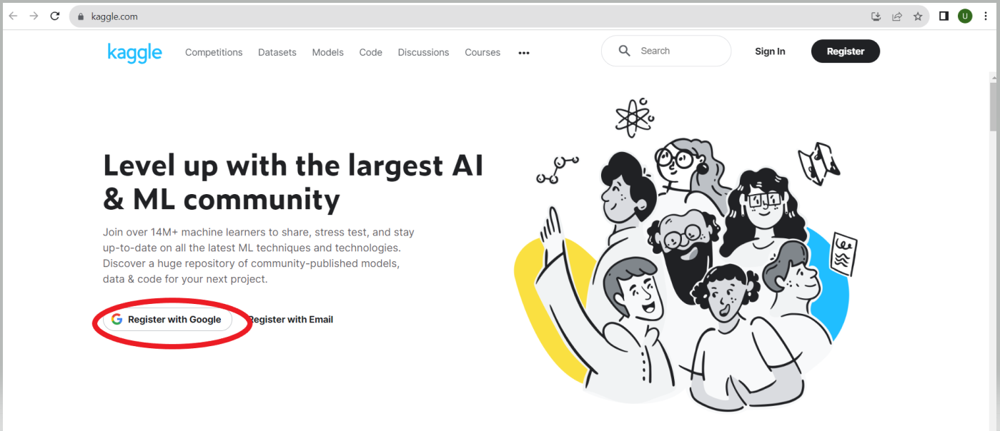 kaggle.com
U
kaggle Competitions Datasets Models Code Discussions Courses ••• Search Sign In Register
Level up with the largest AI
& ML community
Join over 14M+ machine learners to share, stress test, and stay
up-to-date on all the latest ML techniques and technologies.
Discover a huge repository of community-published models,
data & code for your next project.
Register with Google Register with Email